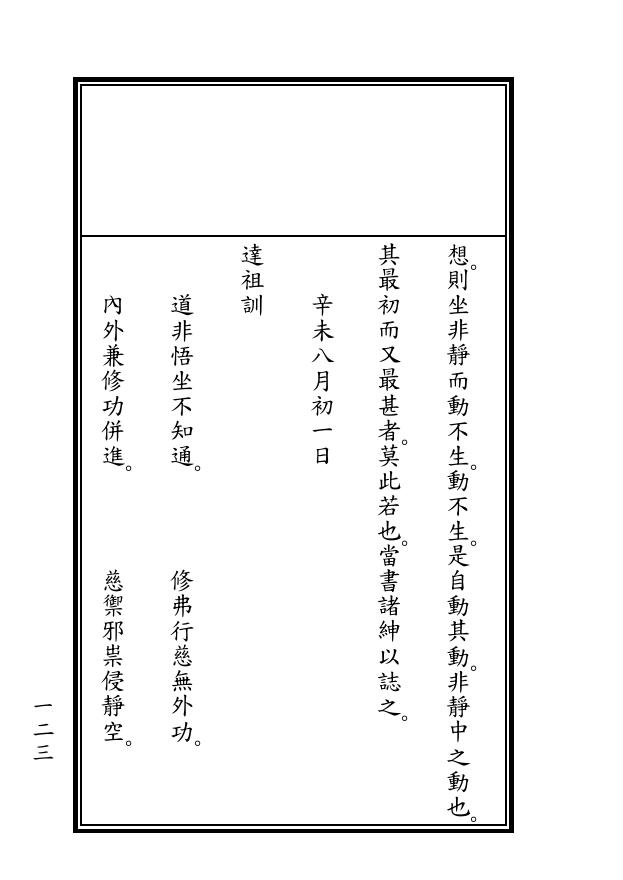 想。則坐非靜而動不生。動不生。是自動其動。非靜中之動也。
其最初而又最甚者。莫此若也。當書諸紳以誌之。
辛未八月初一日
達祖訓
道非悟坐不知通。　修弗行慈無外功。
內外兼修功併進。　慈禦邪祟侵靜空。
一二三